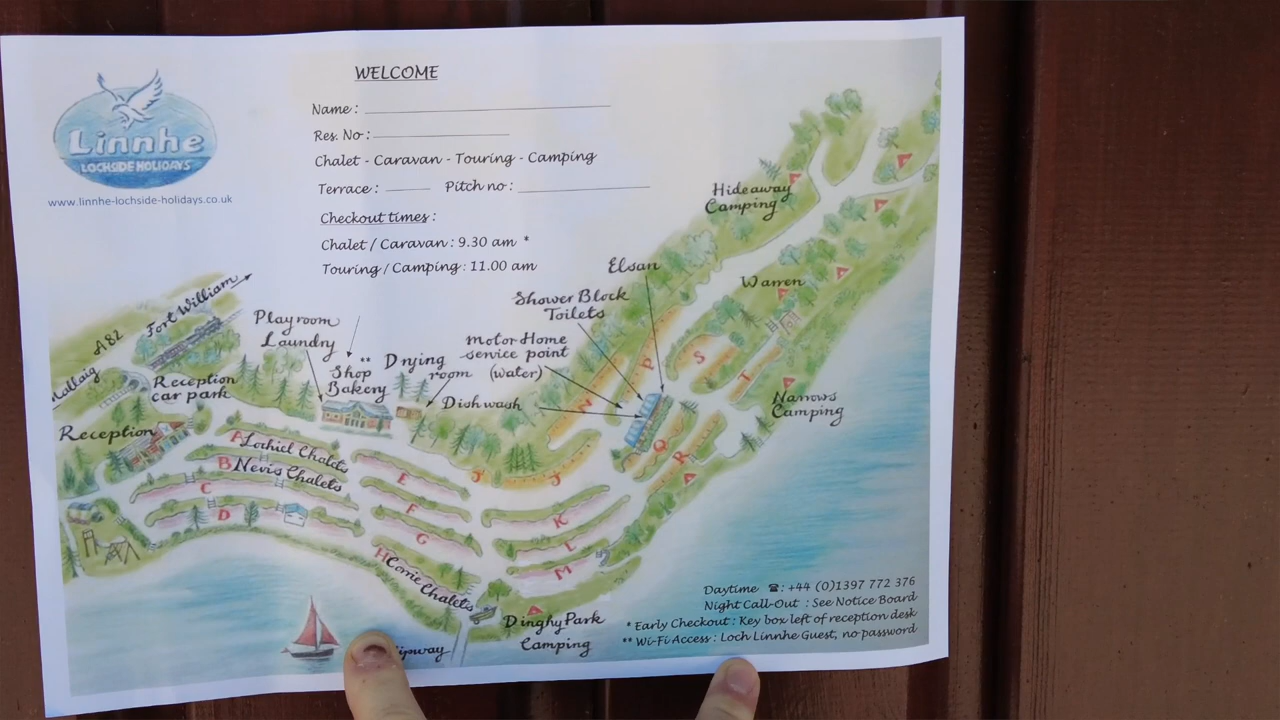 WELCOME
Linnhe
LOCHSIDE HOLIDAYS
www.linnhe-lochside-holidays.co.uk
Name :
Res. No :
Chalet - Caravan - Touring - Camping
Terrace : Pitch no :
Checkout times :
Chalet / Caravan : 9.30 am *
Touring / Camping : 11.00 am
Hideaway
Camping
Elsan
Shower Block
Toilets
Warren
Fort William
A82
Playroom
Laundry
**
Shop
Bakery
Drying
room
Motor Home
service point
(water)
Dishwash
Reception
car park
Reception
Narrows
Camping
A Lochiel Chalets
B Nevis Chalets
C
D
E
F
G
H Corrie Chalets
J
J
K
L
M
N
P
S
T
Q
R
Dinghy Park
Camping
Daytime ☎: +44 (0)1397 772 376
Night Call-Out : See Notice Board
* Early Checkout : Key box left of reception desk
** Wi-Fi Access : Loch Linnhe Guest, no password